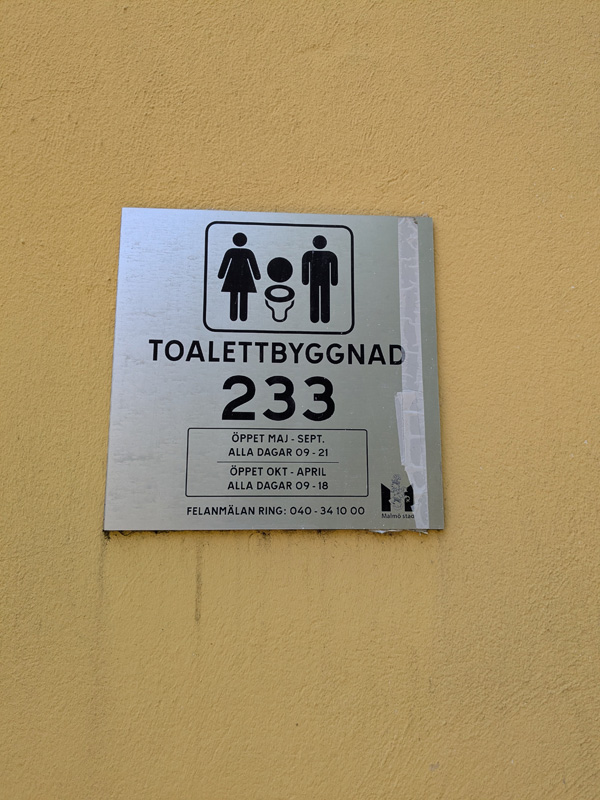 TOALETTBYGGNAD
233
ÖPPET MAJ - SEPT.
ALLA DAGAR 09 - 21
ÖPPET OKT - APRIL
ALLA DAGAR 09 - 18
FELANMÄLAN RING: 040 - 34 10 00
Malmö stad